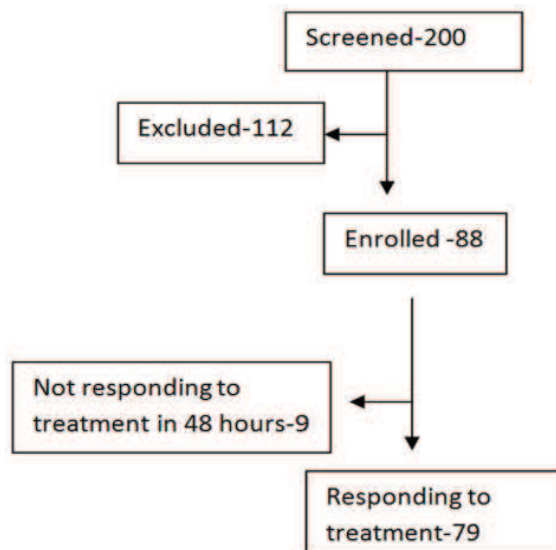 Screened-200
Excluded-112
Enrolled -88
Not responding to
treatment in 48 hours-9
Responding to
treatment-79